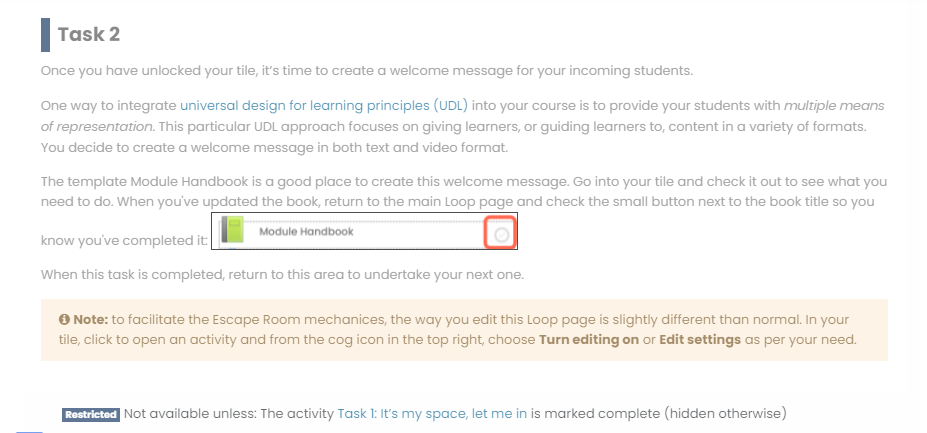 Task 2
Once you have unlocked your tile, it's time to create a welcome message for your incoming students.
One way to integrate universal design for learning principles (UDL) into your course is to provide your students with multiple means
of representation. This particular UDL approach focuses on giving learners, or guiding learners to, content in a variety of formats.
You decide to create a welcome message in both text and video format.
The template Module Handbook is a good place to create this welcome message. Go into your tile and check it out to see what you
need to do. When you've updated the book, return to the main Loop page and check the small button next to the book title so you
know you've completed it: Module Handbook
When this task is completed, return to this area to undertake your next one.
Note: to facilitate the Escape Room mechanices, the way you edit this Loop page is slightly different than normal. In your
tile, click to open an activity and from the cog icon in the top right, choose Turn editing on or Edit settings as per your need.
Restricted Not available unless: The activity Task 1: It's my space, let me in is marked complete (hidden otherwise)